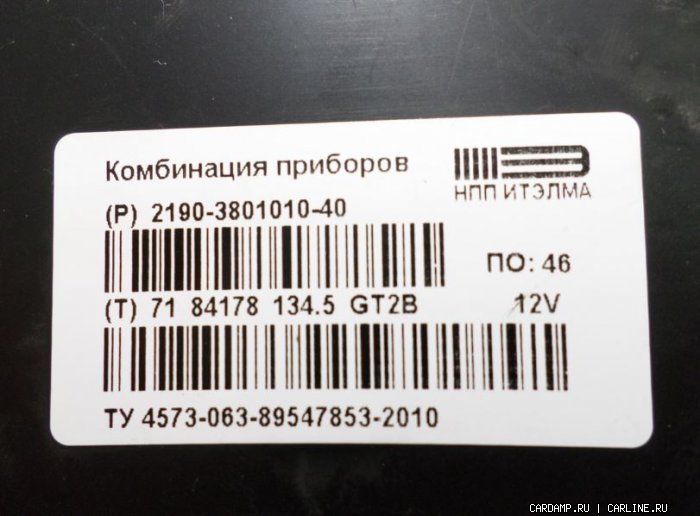 Комбинация приборов
НПП ИТЭЛМА
(P) 2190-3801010-40
ПО: 46
(T) 71 84178 134.5 GT2B 12V
ТУ 4573-063-89547853-2010
CARDAMP.RU | CARLINE.RU